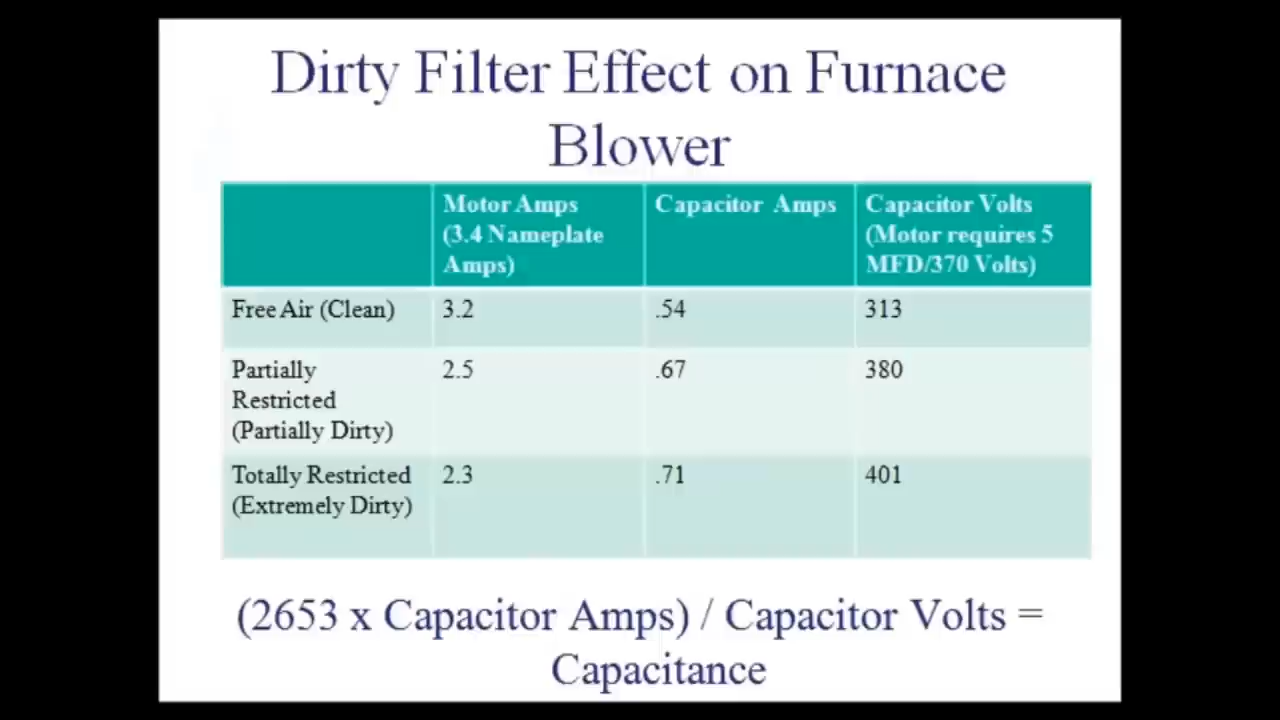 Dirty Filter Effect on Furnace
Blower
Motor Amps
(3.4 Nameplate
Amps)
Capacitor Amps
Capacitor Volts
(Motor requires 5
MFD/370 Volts)
Free Air (Clean)
3.2
.54
313
Partially
Restricted
(Partially Dirty)
2.5
.67
380
Totally Restricted
(Extremely Dirty)
2.3
.71
401
(2653 x Capacitor Amps) / Capacitor Volts =
Capacitance